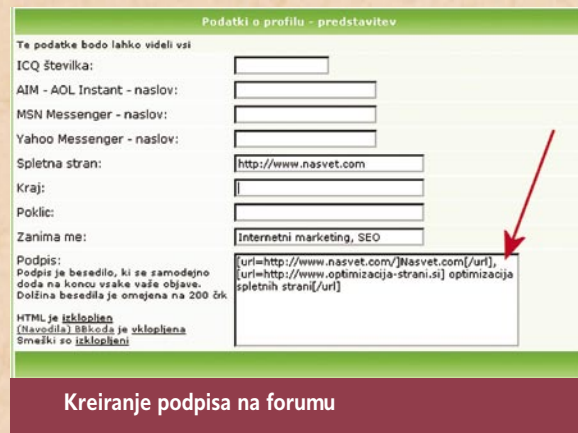 Podatki o profilu - predstavitev
Te podatke bodo lahko videli vsi
ICQ številka:
AIM - AOL Instant - naslov:
MSN Messenger - naslov:
Yahoo Messenger - naslov:
Spletna stran: http://www.nasvet.com
Kraj:
Poklic:
Zanima me: Internetni marketing, SEO
Podpis:
Podpis je besedilo, ki se samodejno
doda na koncu vsake vaše objave.
Dolžina besedila je omejena na 200 črk
HTML je izklopljen
(Navodila) BBkoda je vklopljena
Smeški so izklopljeni
[url=http://www.nasvet.com/]Nasvet.com[/url],
[url=http://www.optimizacija-strani.si] optimizacija
spletnih strani[/url]
Kreiranje podpisa na forumu